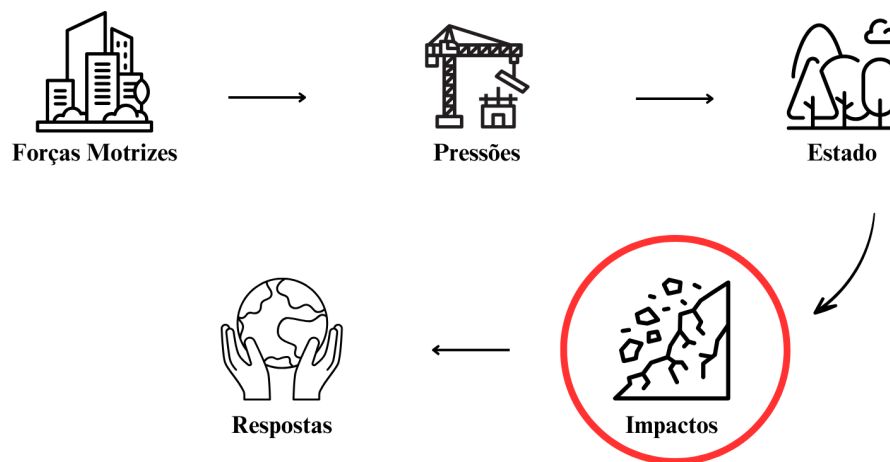 Forças Motrizes
Pressões
Estado
Respostas
Impactos